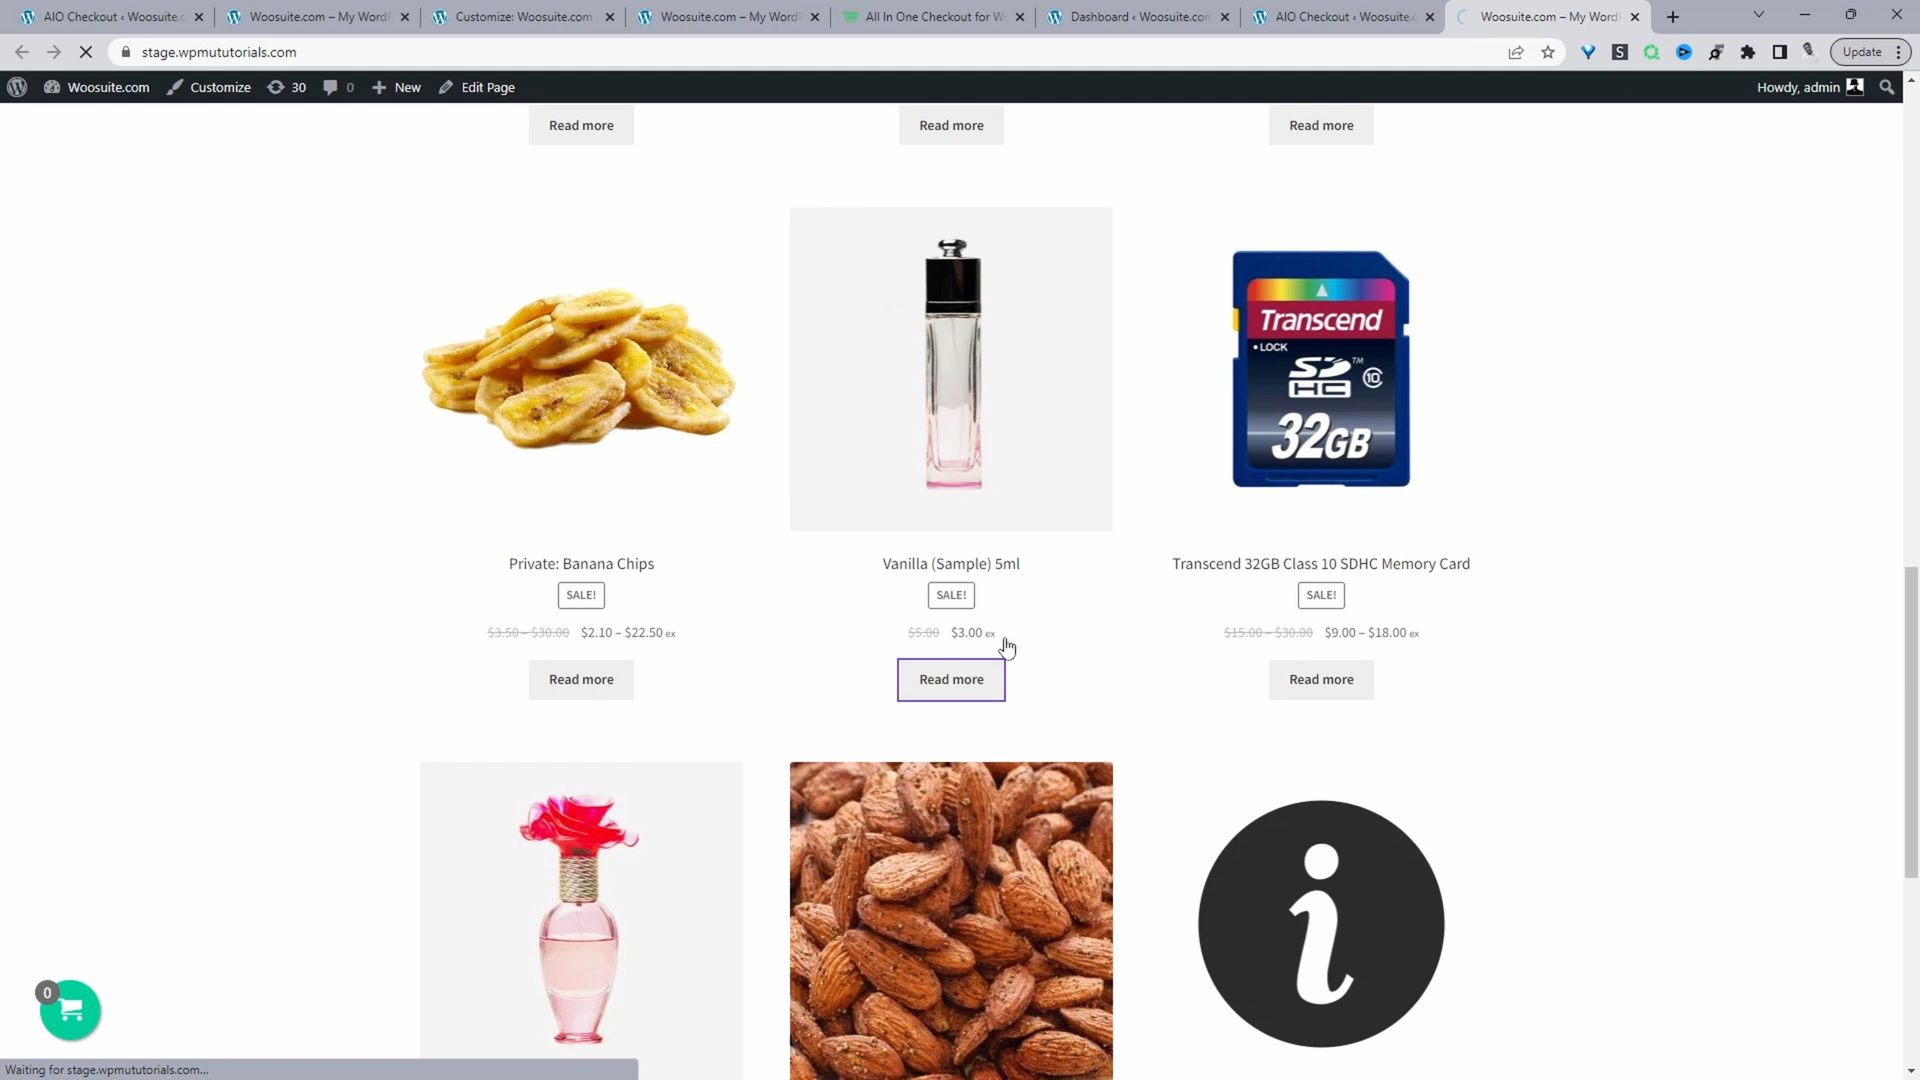 AIO Checkout ‹ Woosuite.c
Woosuite.com – My WordP
Customize: Woosuite.com
Woosuite.com – My WordP
All In One Checkout for W
Dashboard ‹ Woosuite.com
AIO Checkout ‹ Woosuite.c
Woosuite.com – My WordP
stage.wpmututorials.com
Update
Woosuite.com
Customize
30
0
New
Edit Page
Howdy, admin
Read more
Read more
Read more
Transcend
LOCK
SD™
HC
10
32GB
Private: Banana Chips
Vanilla (Sample) 5ml
Transcend 32GB Class 10 SDHC Memory Card
SALE!
SALE!
SALE!
$3.50 – $30.00 $2.10 – $22.50 ex
$5.00 $3.00 ex
$15.00 – $30.00 $9.00 – $18.00 ex
Read more
Read more
Read more
i
0
Waiting for stage.wpmututorials.com...